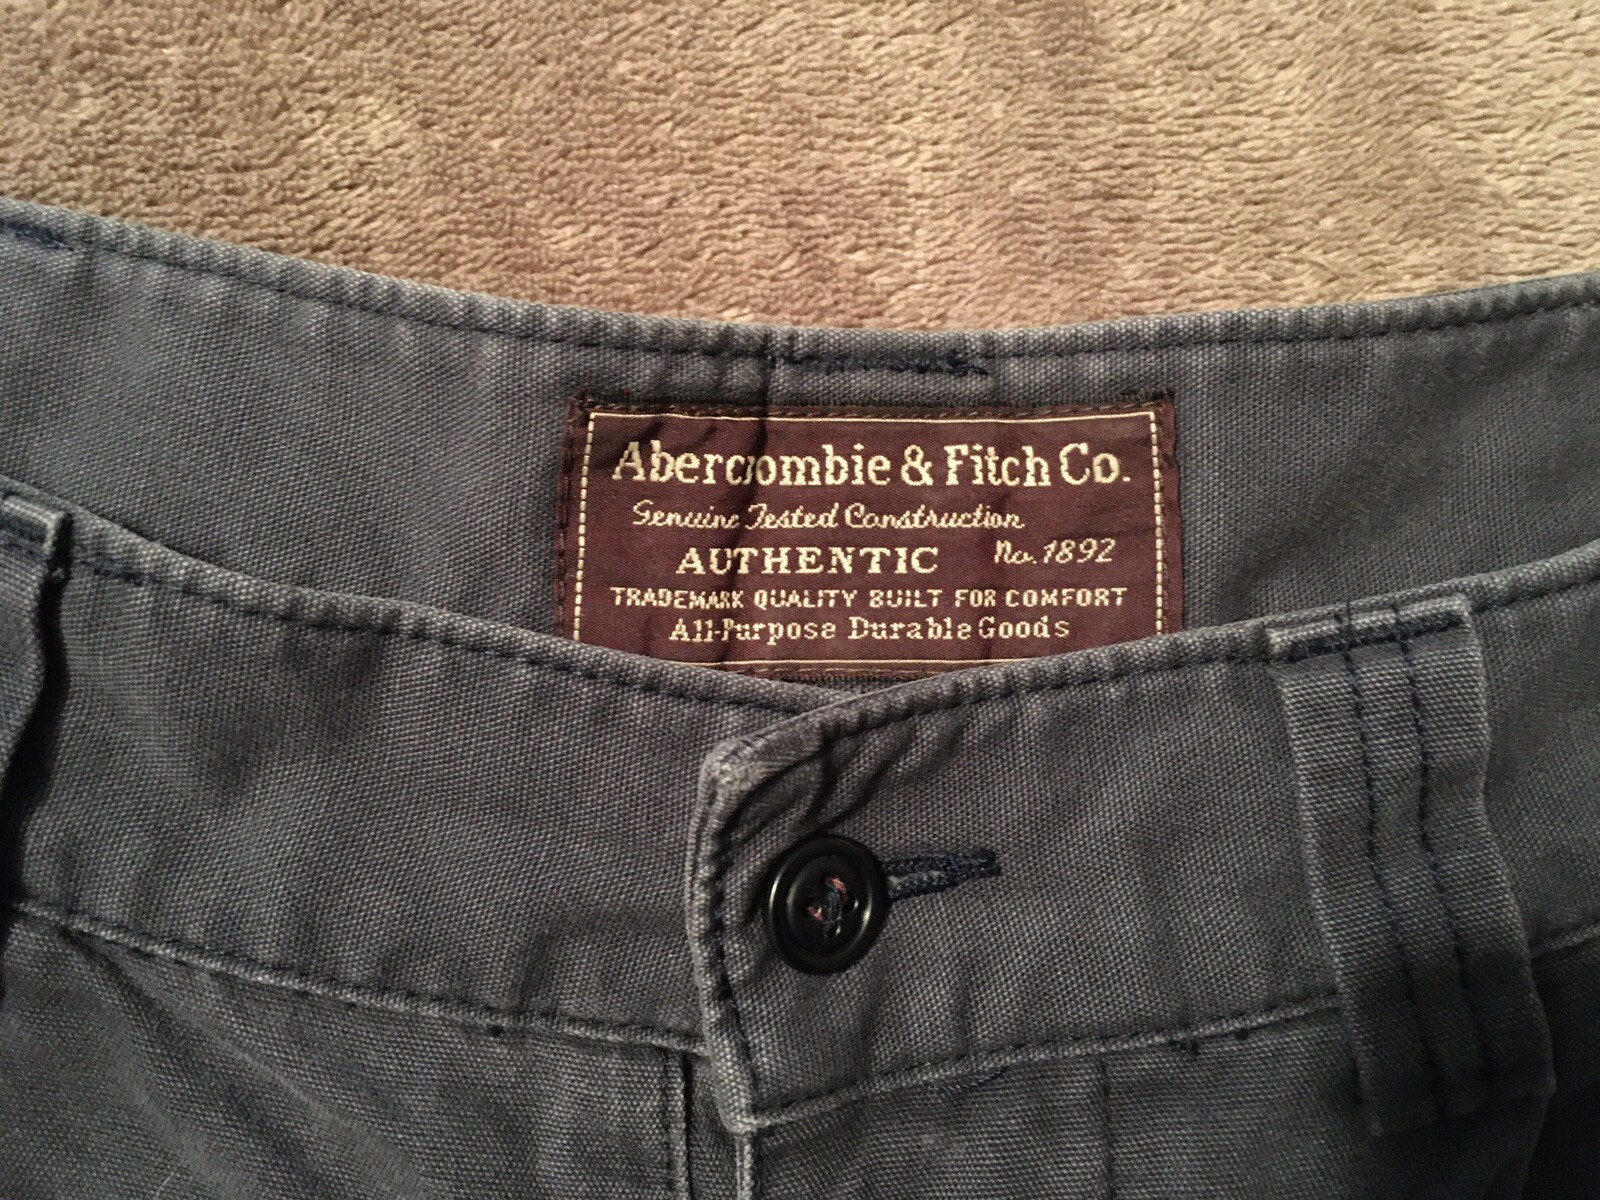 Abercrombie & Fitch Co.
Genuine Tested Construction
AUTHENTIC No. 1892
TRADEMARK QUALITY BUILT FOR COMFORT
All-Purpose Durable Goods